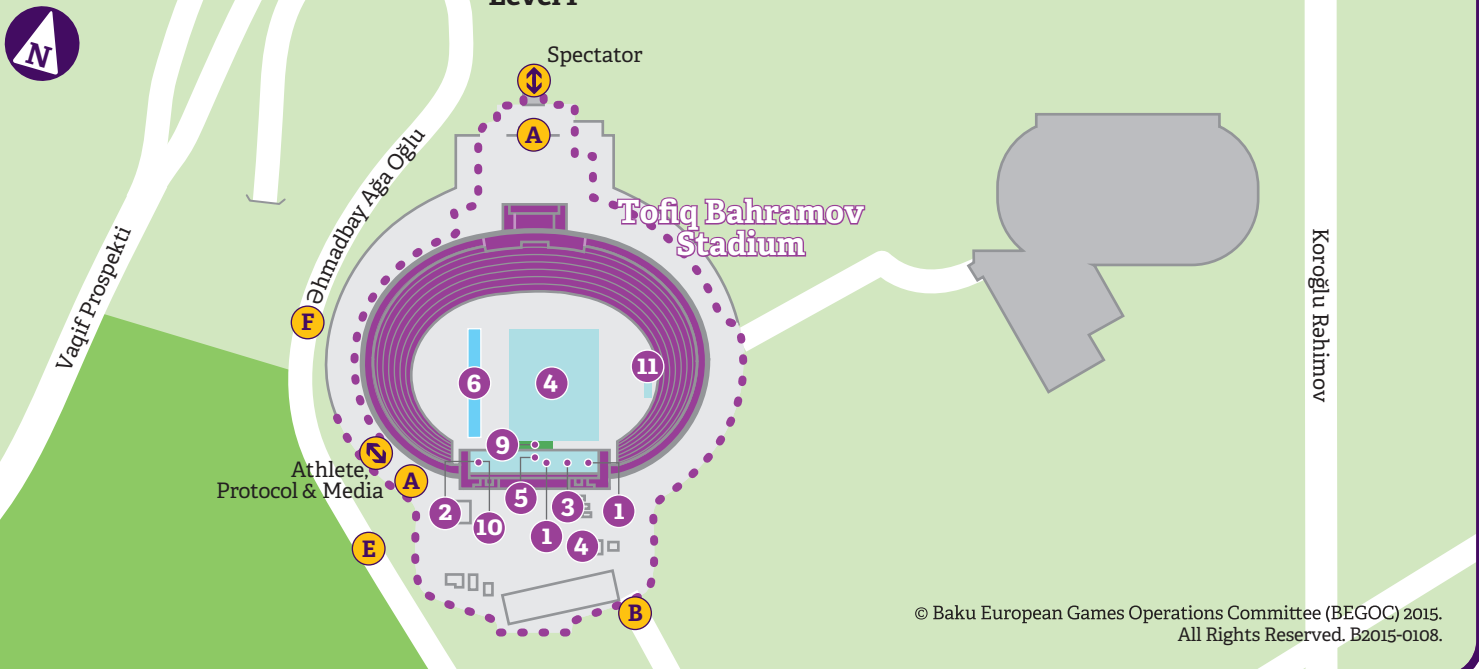 Level 1
N
Spectator
A
Əhmadbay Ağa Oğlu
Tofiq Bahramov
Stadium
Vaqif Prospekti
Koroğlu Rəhimov
F
11
6
4
9
Athlete,
Protocol & Media
A
2
10
5
1
3
1
4
E
B
© Baku European Games Operations Committee (BEGOC) 2015.
All Rights Reserved. B2015-0108.